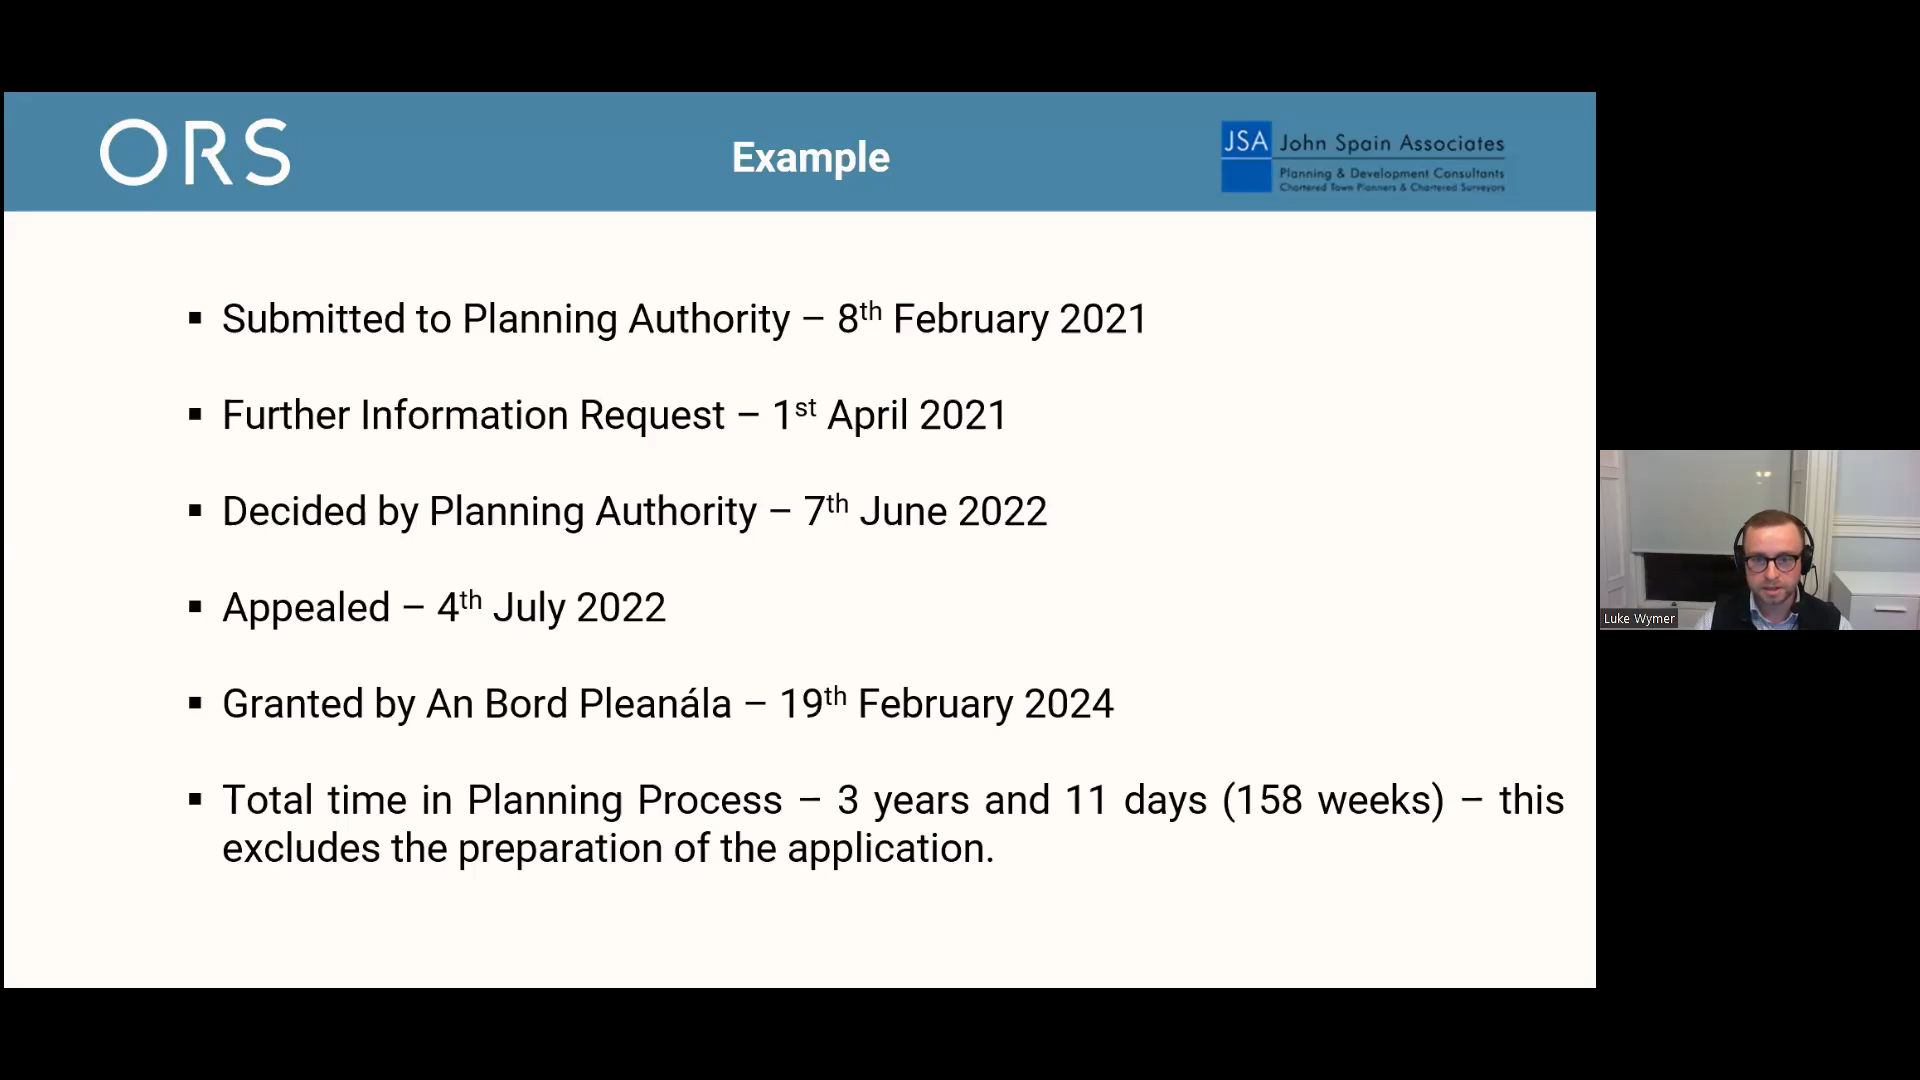 ORS
Example
JSA John Spain Associates
Planning & Development Consultants
Chartered Town Planners & Chartered Surveyors
▪ Submitted to Planning Authority – 8th February 2021
▪ Further Information Request – 1st April 2021
▪ Decided by Planning Authority – 7th June 2022
▪ Appealed – 4th July 2022
▪ Granted by An Bord Pleanála – 19th February 2024
▪ Total time in Planning Process – 3 years and 11 days (158 weeks) – this
excludes the preparation of the application.
Luke Wymer